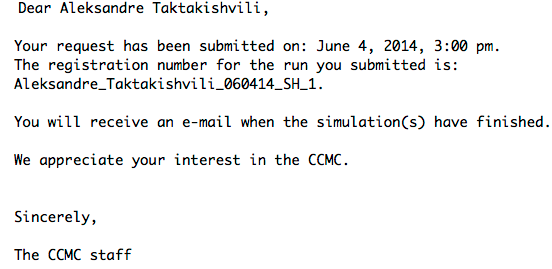 Dear Aleksandre Taktakishvili,
Your request has been submitted on: June 4, 2014, 3:00 pm.
The registration number for the run you submitted is:
Aleksandre_Taktakishvili_060414_SH_1.
You will receive an e-mail when the simulation(s) have finished.
We appreciate your interest in the CCMC.
Sincerely,
The CCMC staff